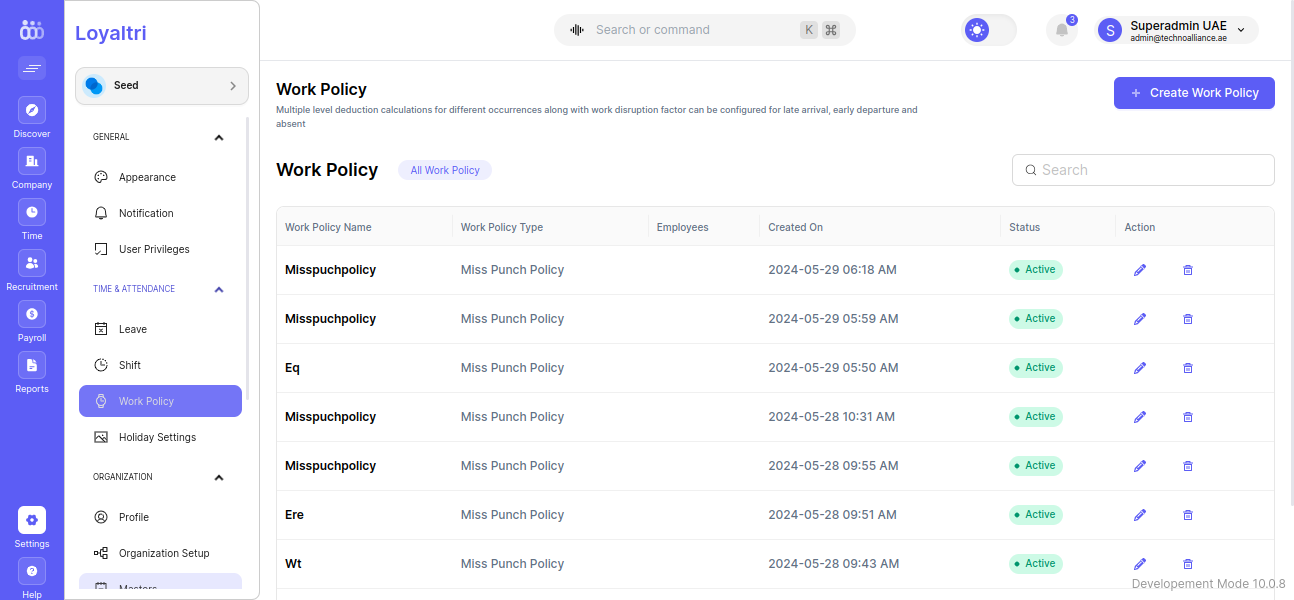 Loyaltri
Search or command
K ⌘
3
S
Superadmin UAE
admin@technoalliance.ae
Discover
Company
Time
Recruitment
Payroll
Reports
Settings
Help
Seed
GENERAL
Appearance
Notification
User Privileges
TIME & ATTENDANCE
Leave
Shift
Work Policy
Holiday Settings
ORGANIZATION
Profile
Organization Setup
Masters
Work Policy
Multiple level deduction calculations for different occurrences along with work disruption factor can be configured for late arrival, early departure and
absent
+ Create Work Policy
Work Policy
All Work Policy
Search
Work Policy Name Work Policy Type Employees Created On Status Action
Misspuchpolicy Miss Punch Policy 2024-05-29 06:18 AM Active
Misspuchpolicy Miss Punch Policy 2024-05-29 05:59 AM Active
Eq Miss Punch Policy 2024-05-29 05:50 AM Active
Misspuchpolicy Miss Punch Policy 2024-05-28 10:31 AM Active
Misspuchpolicy Miss Punch Policy 2024-05-28 09:55 AM Active
Ere Miss Punch Policy 2024-05-28 09:51 AM Active
Wt Miss Punch Policy 2024-05-28 09:43 AM Active
Developement Mode 10.0.8